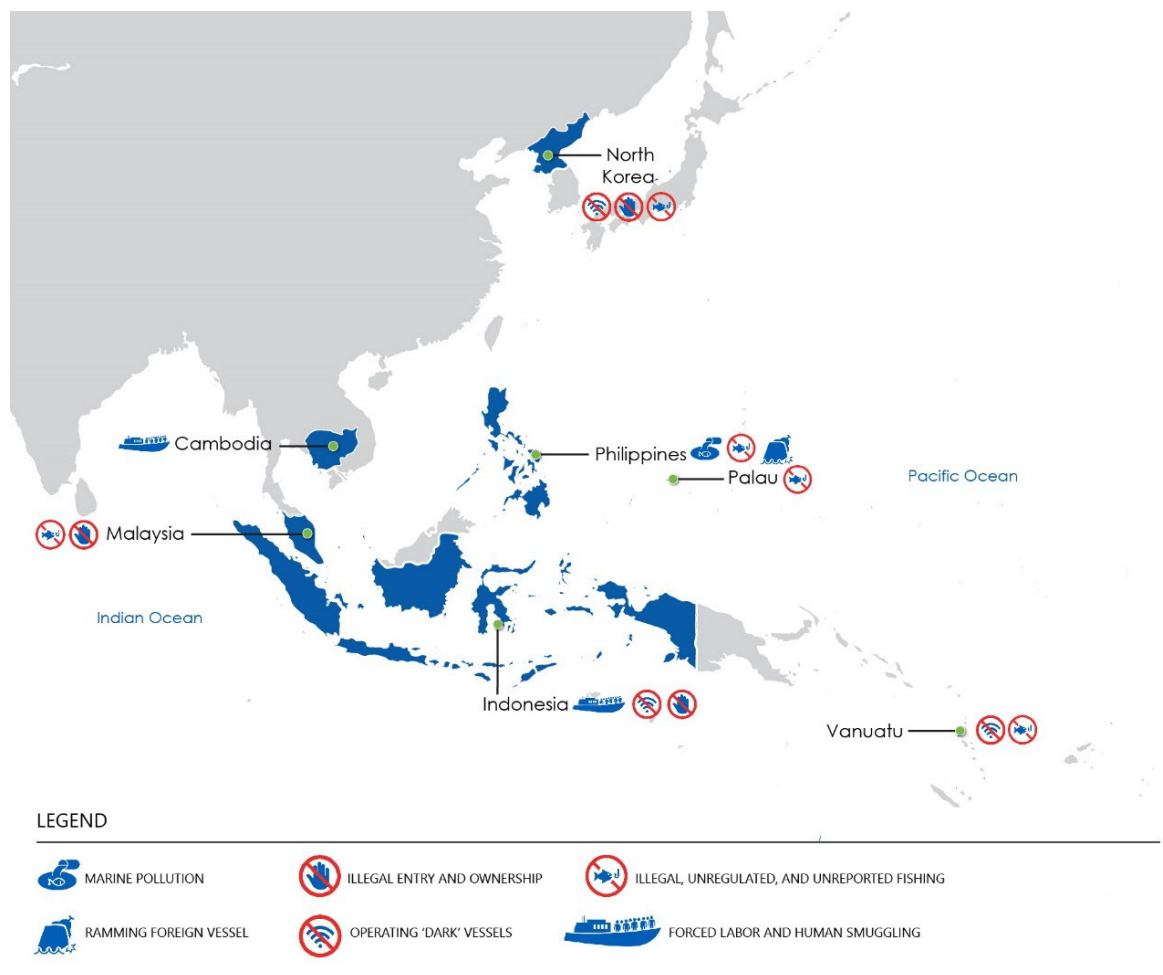 North
Korea
Cambodia
Philippines
Palau
Pacific Ocean
Malaysia
Indian Ocean
Indonesia
Vanuatu
LEGEND
MARINE POLLUTION
ILLEGAL ENTRY AND OWNERSHIP
ILLEGAL, UNREGULATED, AND UNREPORTED FISHING
RAMMING FOREIGN VESSEL
OPERATING ‘DARK’ VESSELS
FORCED LABOR AND HUMAN SMUGGLING